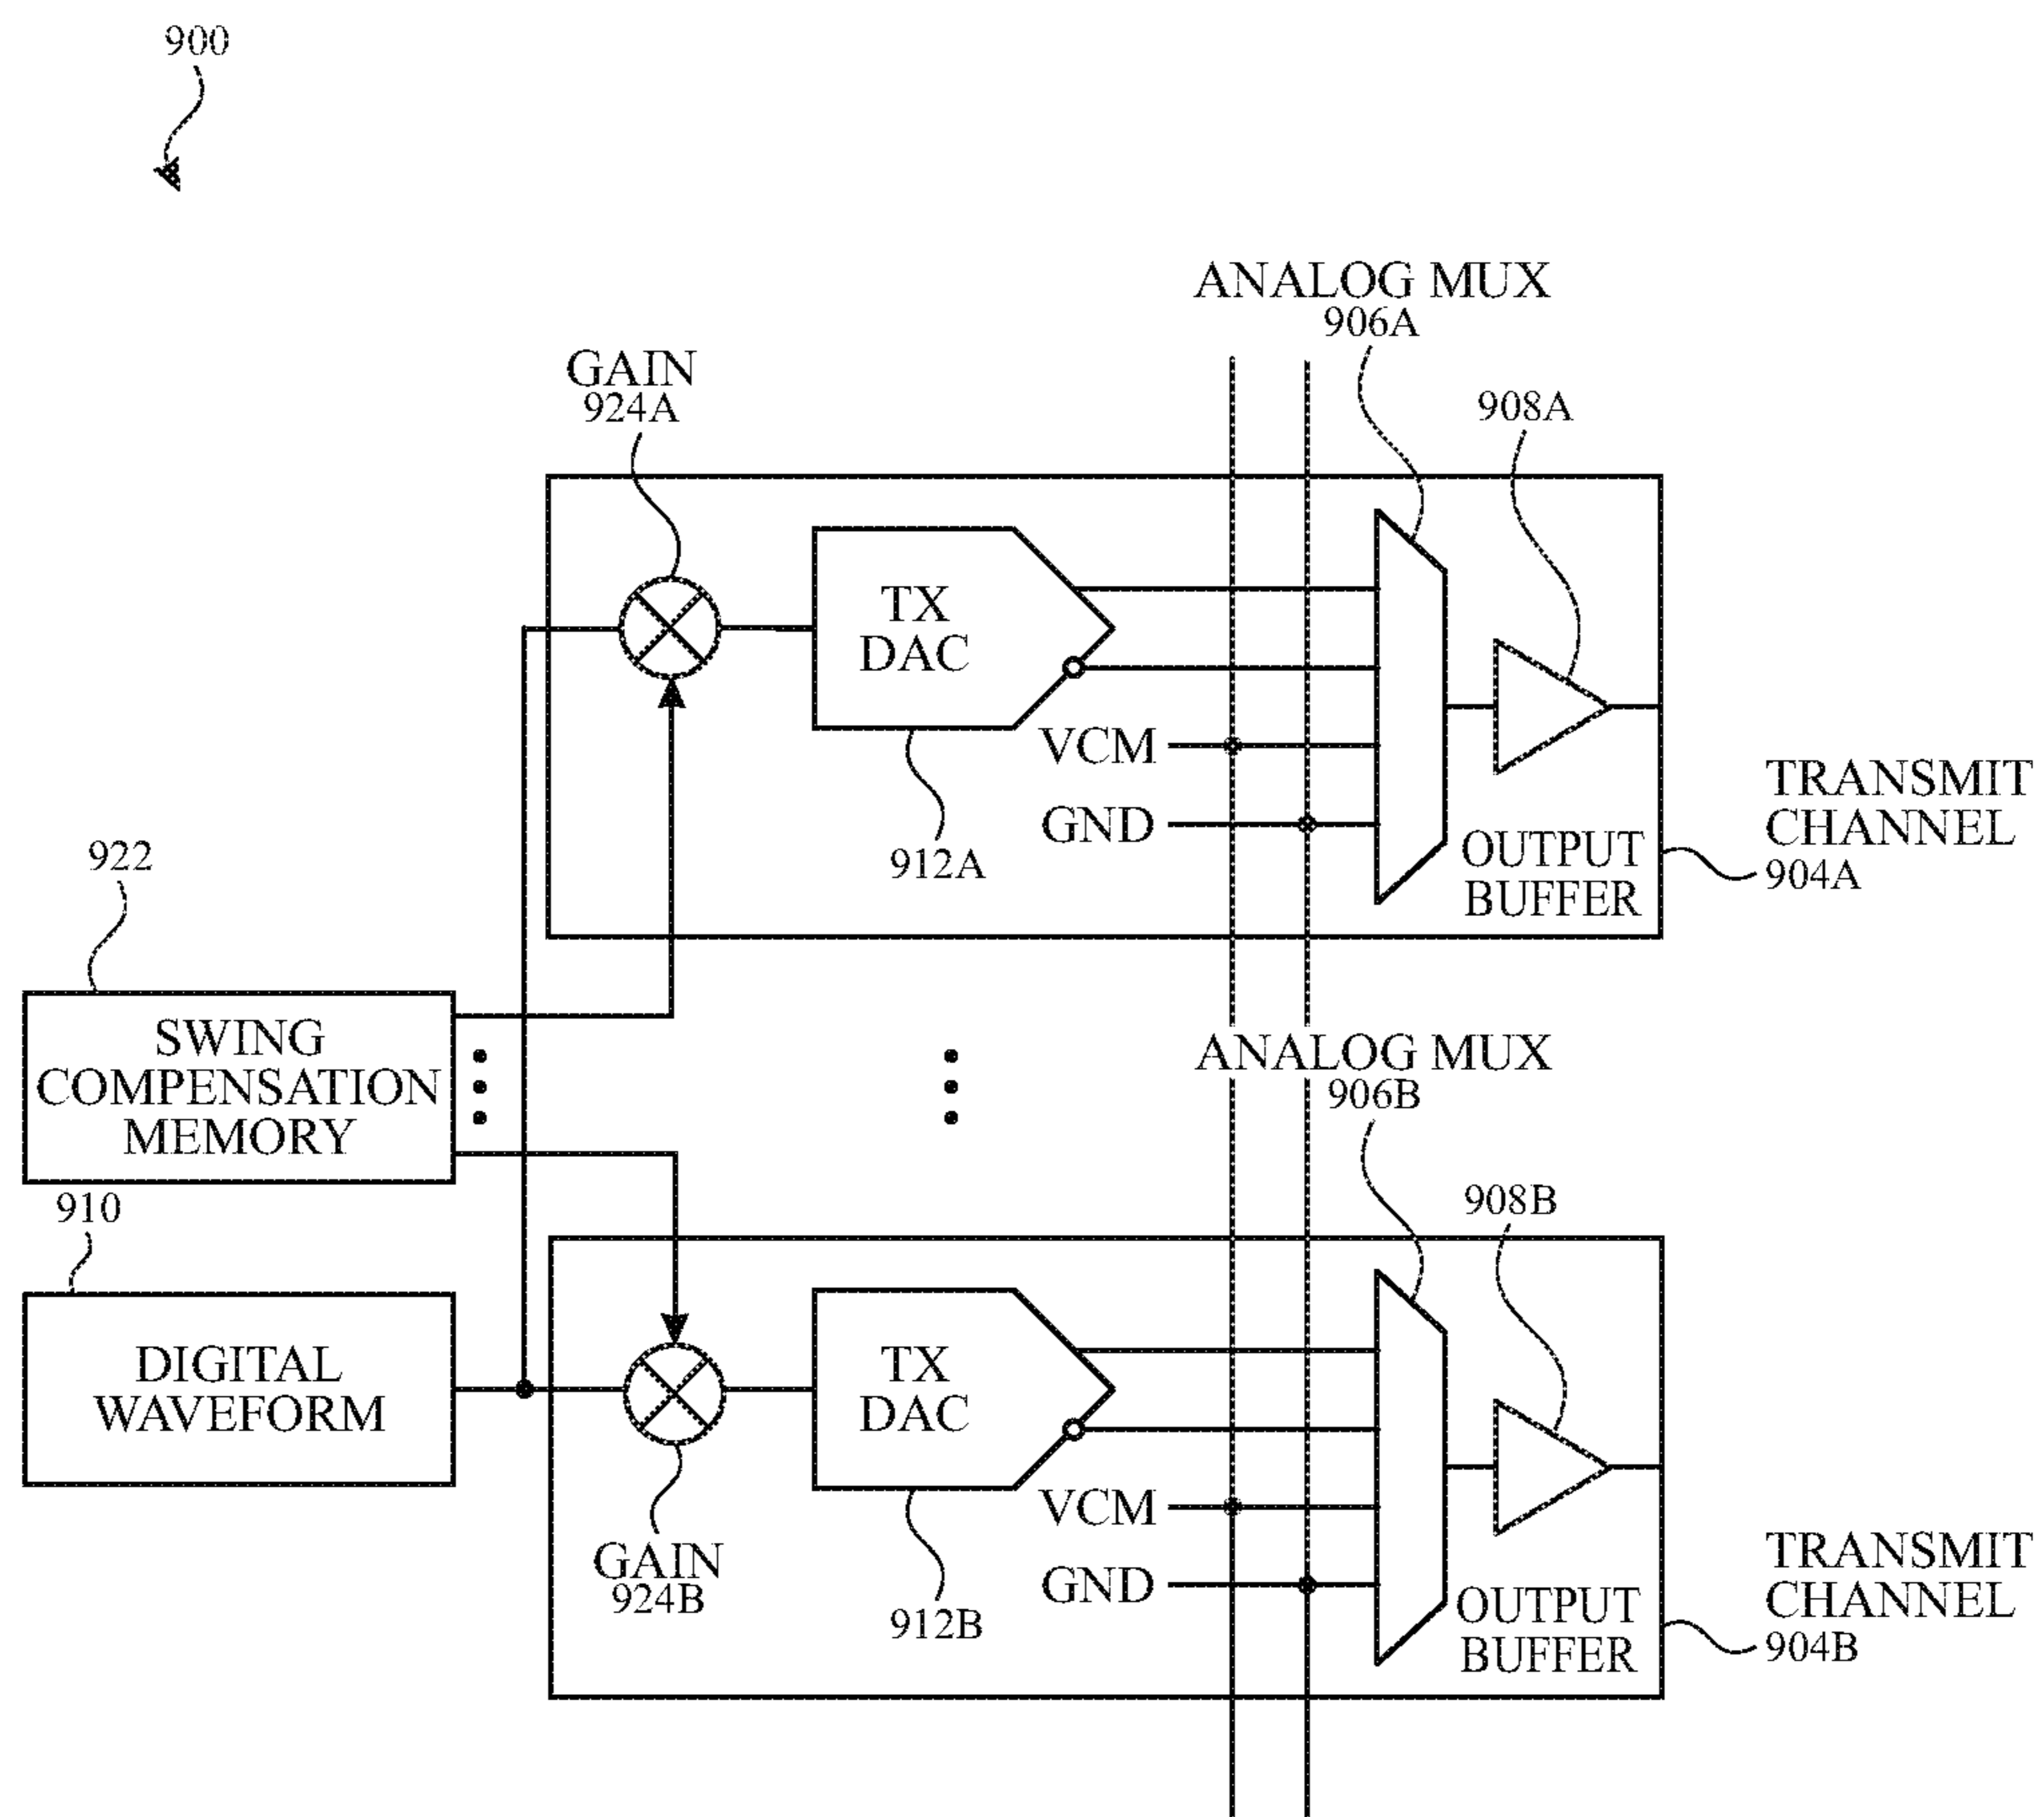 900
ANALOG MUX
906A
GAIN
924A
908A
TX
DAC
VCM
GND
912A
OUTPUT
BUFFER
TRANSMIT
CHANNEL
904A
922
SWING
COMPENSATION
MEMORY
ANALOG MUX
906B
910
908B
DIGITAL
WAVEFORM
TX
DAC
VCM
GND
GAIN
924B
912B
OUTPUT
BUFFER
TRANSMIT
CHANNEL
904B